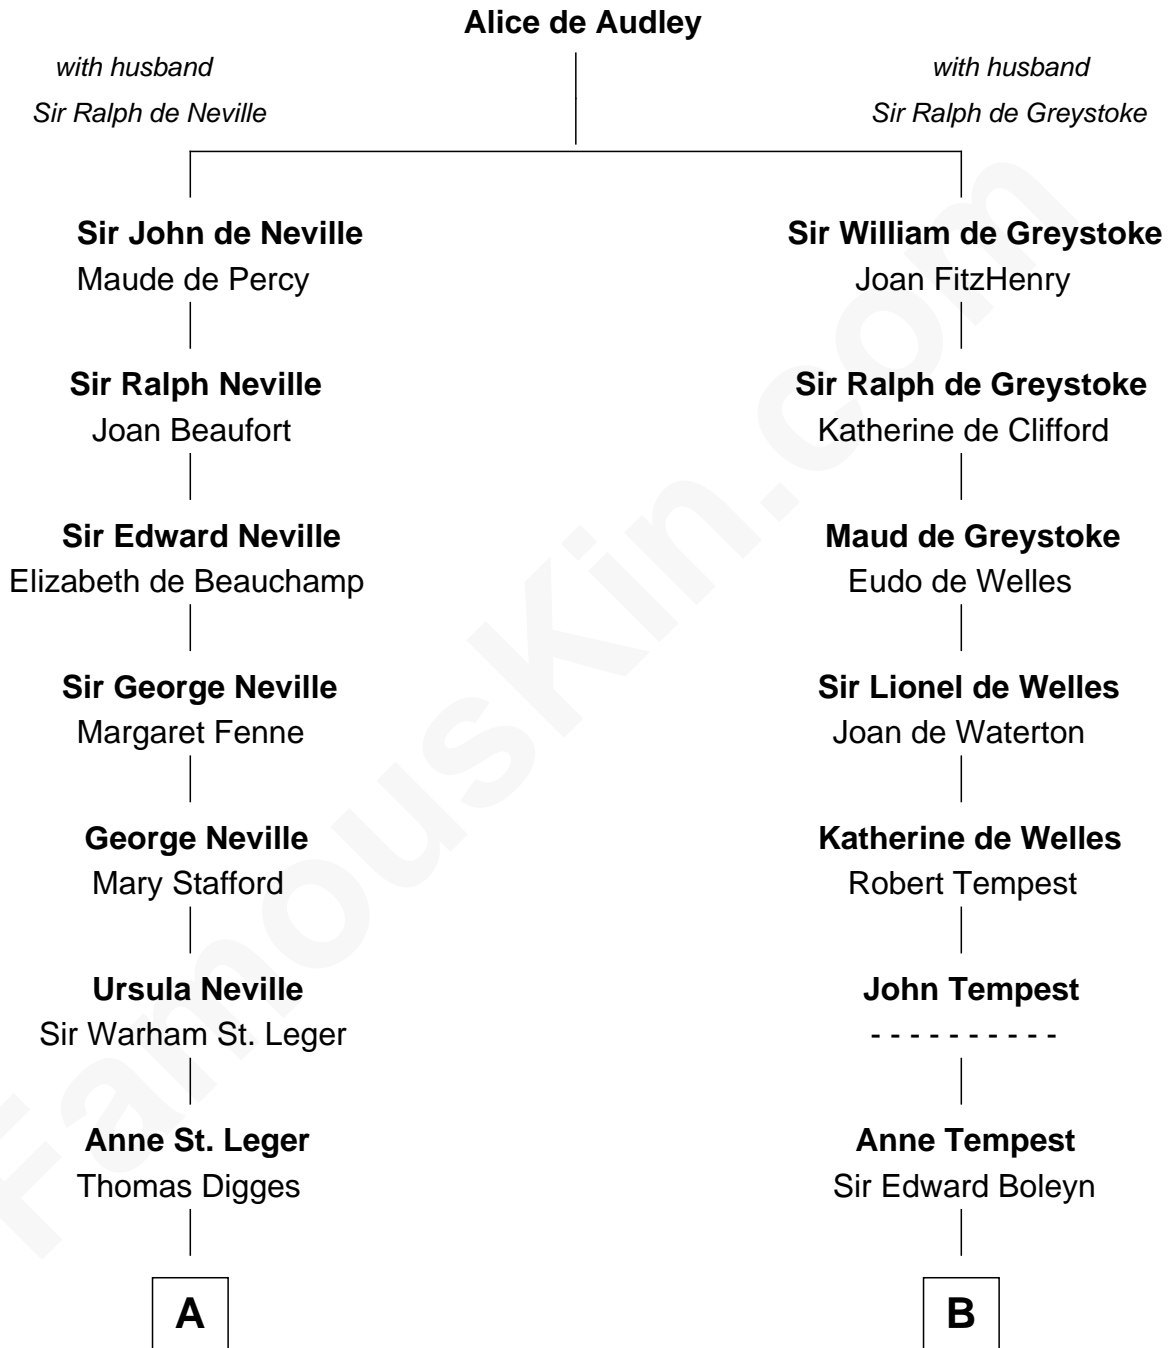 Alice de Audley
with husband
Sir Ralph de Neville
with husband
Sir Ralph de Greystoke
Sir John de Neville
Maude de Percy
Sir William de Greystoke
Joan FitzHenry
Sir Ralph Neville
Joan Beaufort
Sir Ralph de Greystoke
Katherine de Clifford
Sir Edward Neville
Elizabeth de Beauchamp
Maud de Greystoke
Eudo de Welles
Sir George Neville
Margaret Fenne
Sir Lionel de Welles
Joan de Waterton
George Neville
Mary Stafford
Katherine de Welles
Robert Tempest
Ursula Neville
Sir Warham St. Leger
John Tempest
- - - - - - - - - -
Anne St. Leger
Thomas Digges
Anne Tempest
Sir Edward Boleyn
A
B
FamousKin.com